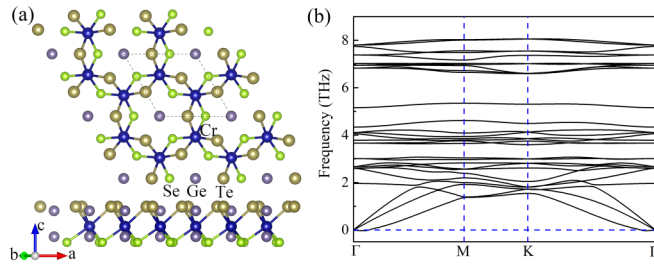 (a)
Cr
Se Ge Te
c
b
a
(b)
Frequency (THz)
8
6
4
2
0
Γ M K Γ